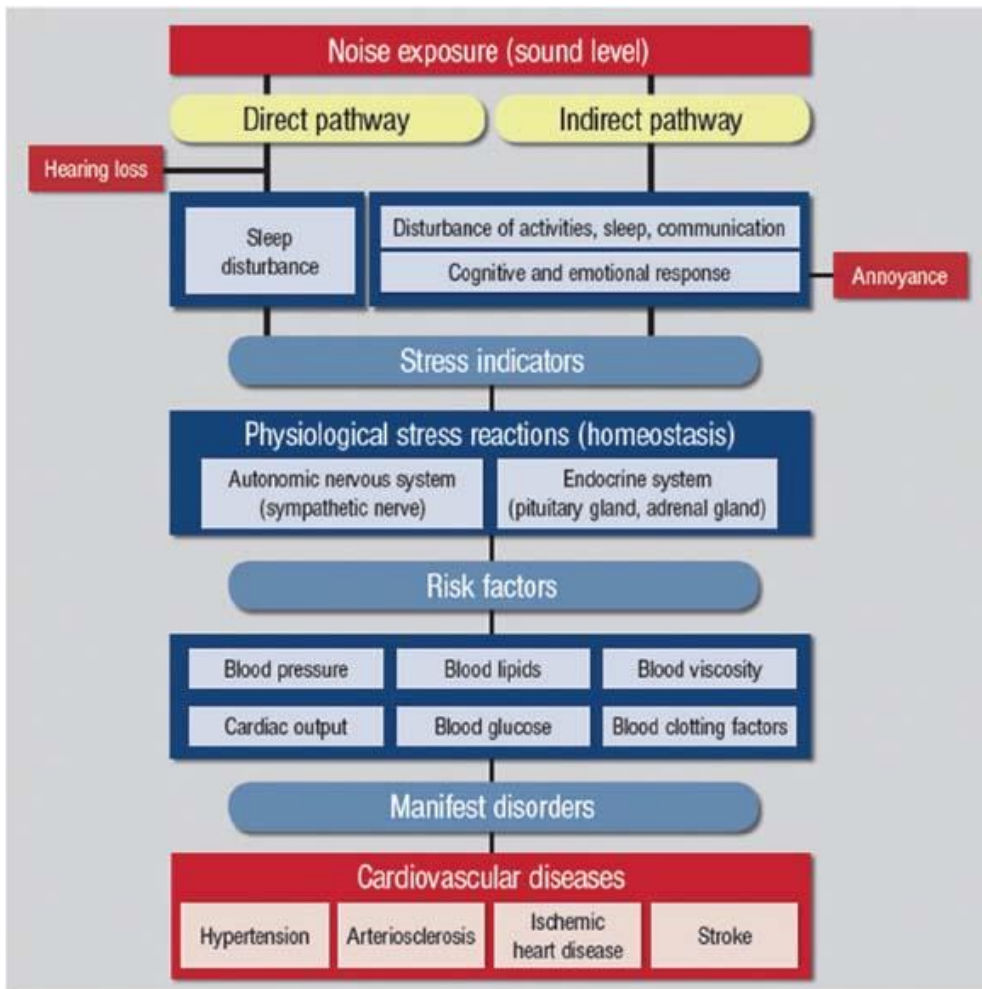 Noise exposure (sound level)
Direct pathway
Indirect pathway
Hearing loss
Sleep
disturbance
Disturbance of activities, sleep, communication
Cognitive and emotional response
Annoyance
Stress indicators
Physiological stress reactions (homeostasis)
Autonomic nervous system
(sympathetic nerve)
Endocrine system
(pituitary gland, adrenal gland)
Risk factors
Blood pressure
Blood lipids
Blood viscosity
Cardiac output
Blood glucose
Blood clotting factors
Manifest disorders
Cardiovascular diseases
Hypertension
Arteriosclerosis
Ischemic
heart disease
Stroke